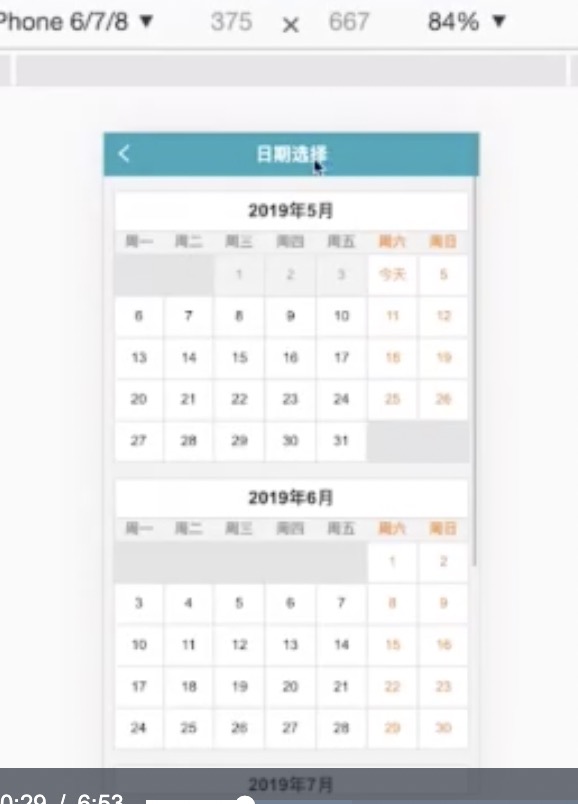 Phone 6/7/8 ▼ 375 × 667 84% ▼
日期选择
2019年5月
周一 周二 周三 周四 周五 周六 周日
1 2 3 今天 5
6 7 8 9 10 11 12
13 14 15 16 17 18 19
20 21 22 23 24 25 26
27 28 29 30 31
2019年6月
周一 周二 周三 周四 周五 周六 周日
1 2
3 4 5 6 7 8 9
10 11 12 13 14 15 16
17 18 19 20 21 22 23
24 25 26 27 28 29 30
2019年7月
0:29 / 6:53